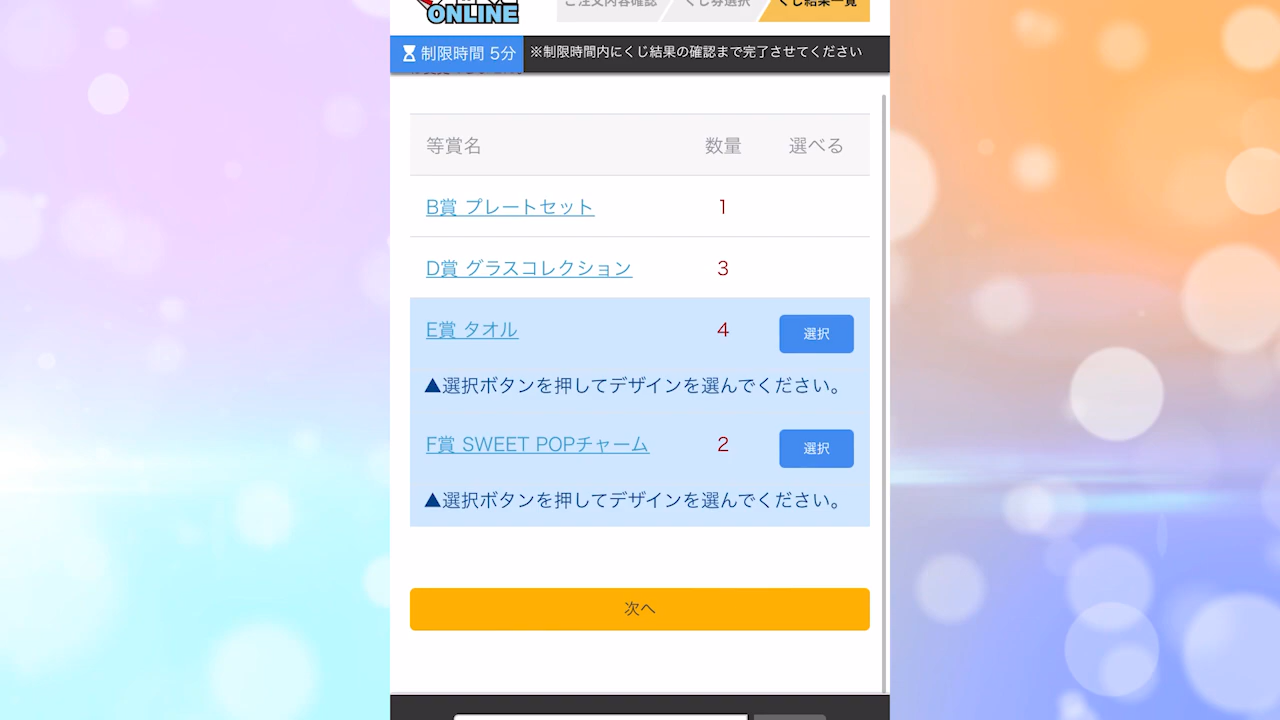 ONLINE
ご注文内容確認 くじ券選択 くじ結果一覧
制限時間 5分 ※制限時間内にくじ結果の確認まで完了させてください
等賞名 数量 選べる
B賞 プレートセット 1
D賞 グラスコレクション 3
E賞 タオル 4 選択
▲選択ボタンを押してデザインを選んでください。
F賞 SWEET POPチャーム 2 選択
▲選択ボタンを押してデザインを選んでください。
次へ